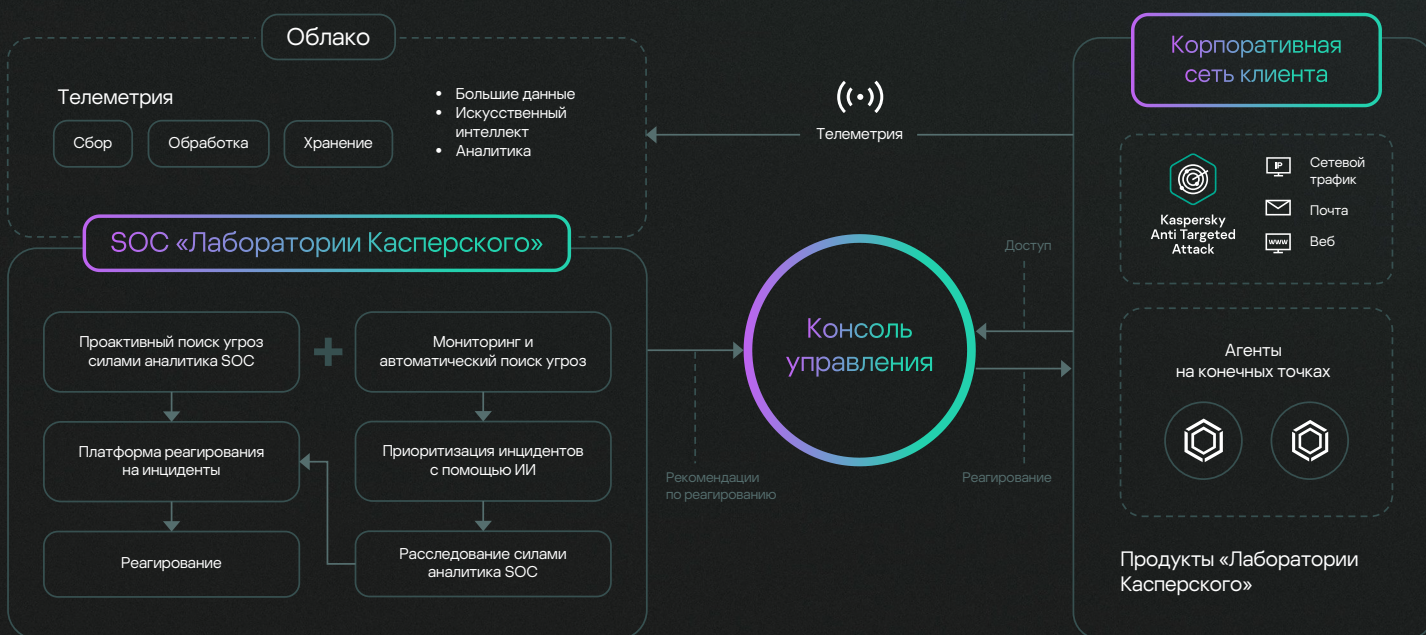 Облако
Телеметрия
Сбор
Обработка
Хранение
• Большие данные
• Искусственный
интеллект
• Аналитика
Телеметрия
Корпоративная
сеть клиента
Kaspersky
Anti Targeted
Attack
IP
Сетевой
трафик
Почта
www
Веб
SOC «Лаборатории Касперского»
Проактивный поиск угроз
силами аналитика SOC
Мониторинг и
автоматический поиск угроз
Платформа реагирования
на инциденты
Приоритизация инцидентов
с помощью ИИ
Реагирование
Расследование силами
аналитика SOC
Консоль
управления
Доступ
Рекомендации
по реагированию
Реагирование
Агенты
на конечных точках
Продукты «Лаборатории
Касперского»